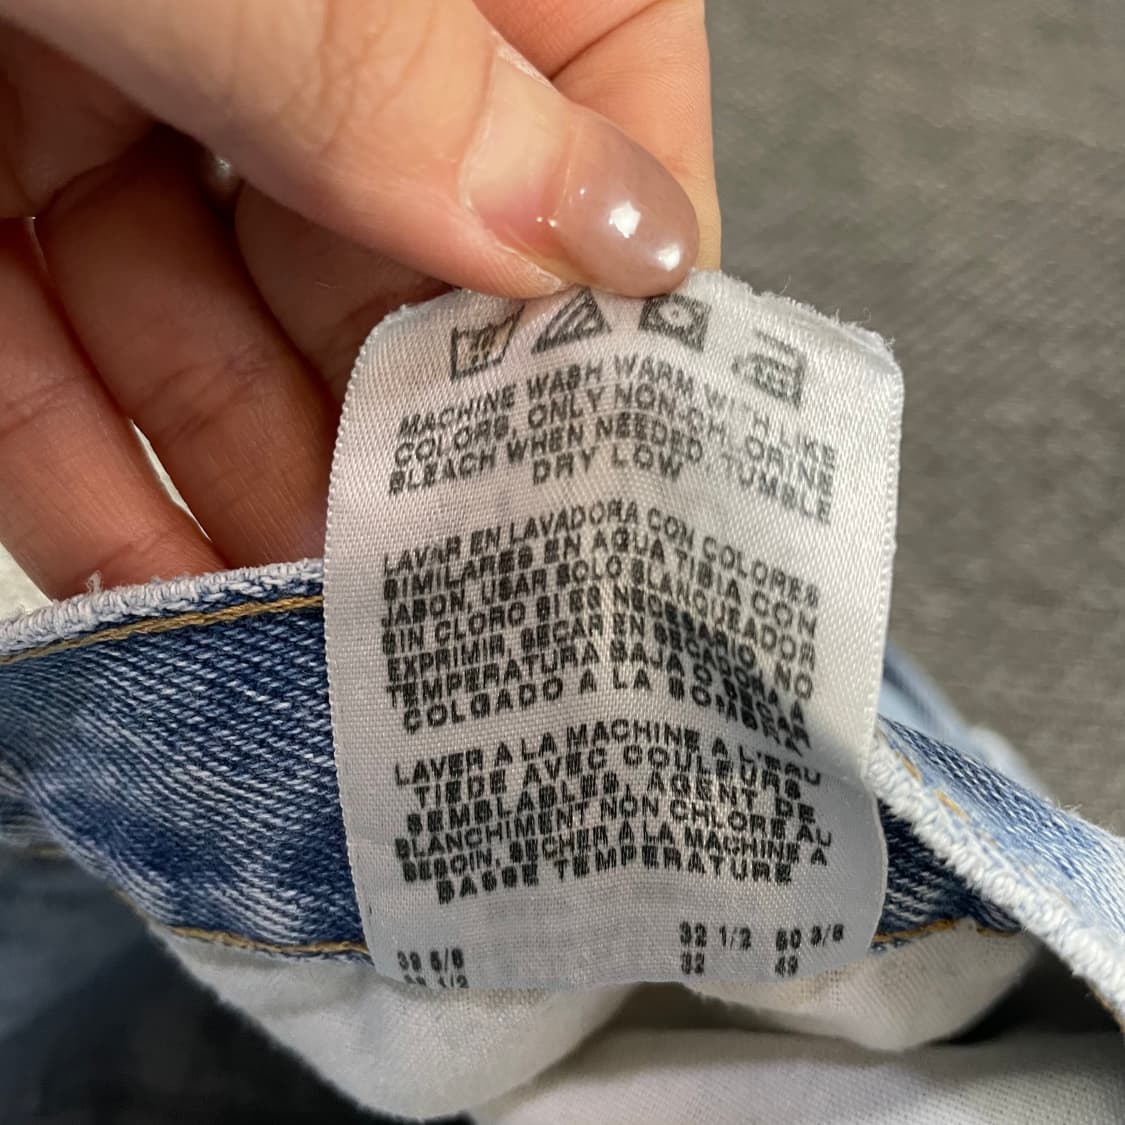 MACHINE WASH WARM WITH LIKE
COLORS ONLY NON-CHLORINE
BLEACH WHEN NEEDED TUMBLE
DRY LOW
LAVAR EN LAVADORA CON COLORES
SIMILARES EN AGUA TIBIA CON
JABON, USAR SOLO BLANQUEADOR
SIN CLORO SI ES NECESARIO, NO
EXPRIMIR, SECAR EN SECADORA A
TEMPERATURA BAJA O SECAR
COLGADO A LA SOMBRA
LAVER A LA MACHINE A L'EAU
TIEDE AVEC COULEURS
SEMBLABLES, AGENT DE
BLANCHIMENT NON CHLORE AU
BESOIN, SECHER A LA MACHINE A
BASSE TEMPERATURE
32 1/2 50 3/8
39 5/8 32 49
1/2